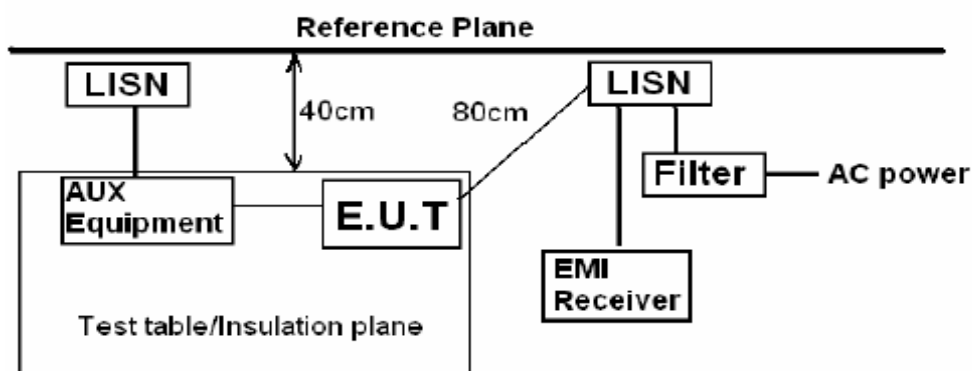 Reference Plane
LISN
40cm
80cm
LISN
AUX
Equipment
E.U.T
Filter
AC power
EMI
Receiver
Test table/Insulation plane